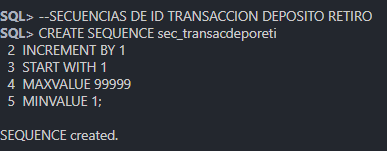 SQL> --SECUENCIAS DE ID TRANSACCION DEPOSITO RETIRO
SQL> CREATE SEQUENCE sec_transacdeporeti
2 INCREMENT BY 1
3 START WITH 1
4 MAXVALUE 99999
5 MINVALUE 1;
SEQUENCE created.